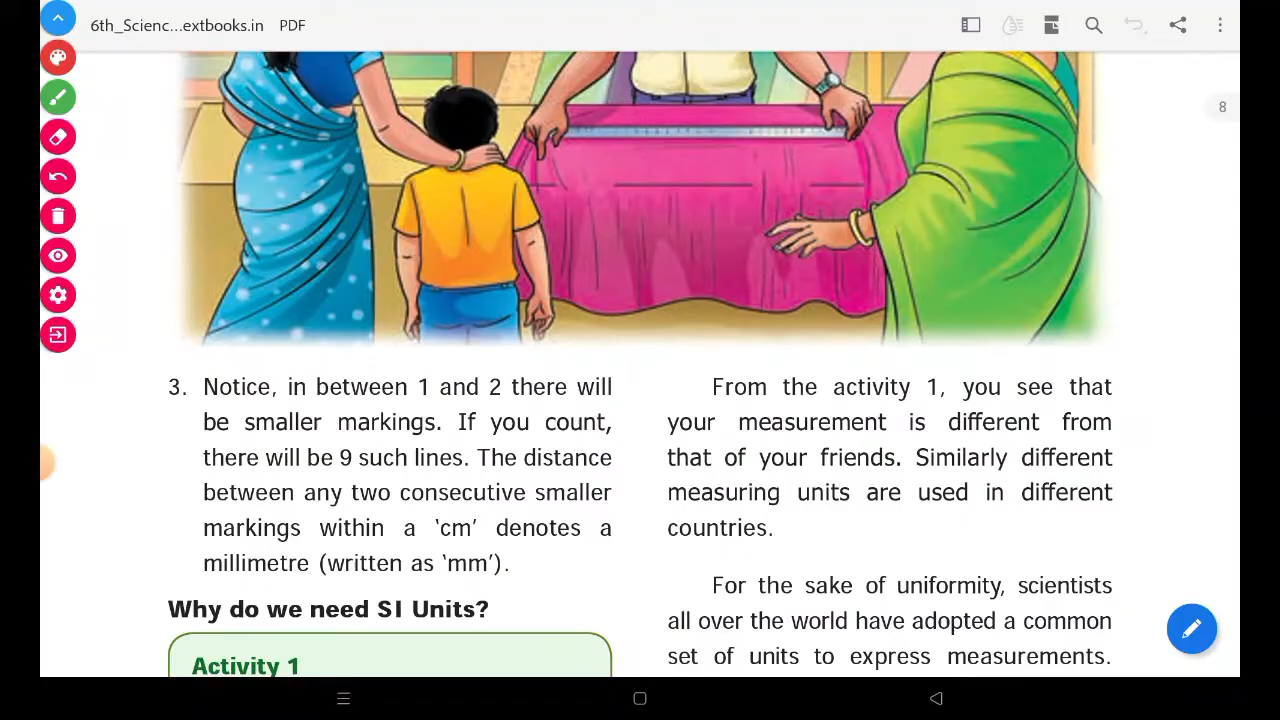 6th_Scienc...extbooks.in PDF
8
3. Notice, in between 1 and 2 there will
be smaller markings. If you count,
there will be 9 such lines. The distance
between any two consecutive smaller
markings within a ‘cm’ denotes a
millimetre (written as ‘mm’).
Why do we need SI Units?
Activity 1
From the activity 1, you see that
your measurement is different from
that of your friends. Similarly different
measuring units are used in different
countries.
For the sake of uniformity, scientists
all over the world have adopted a common
set of units to express measurements.